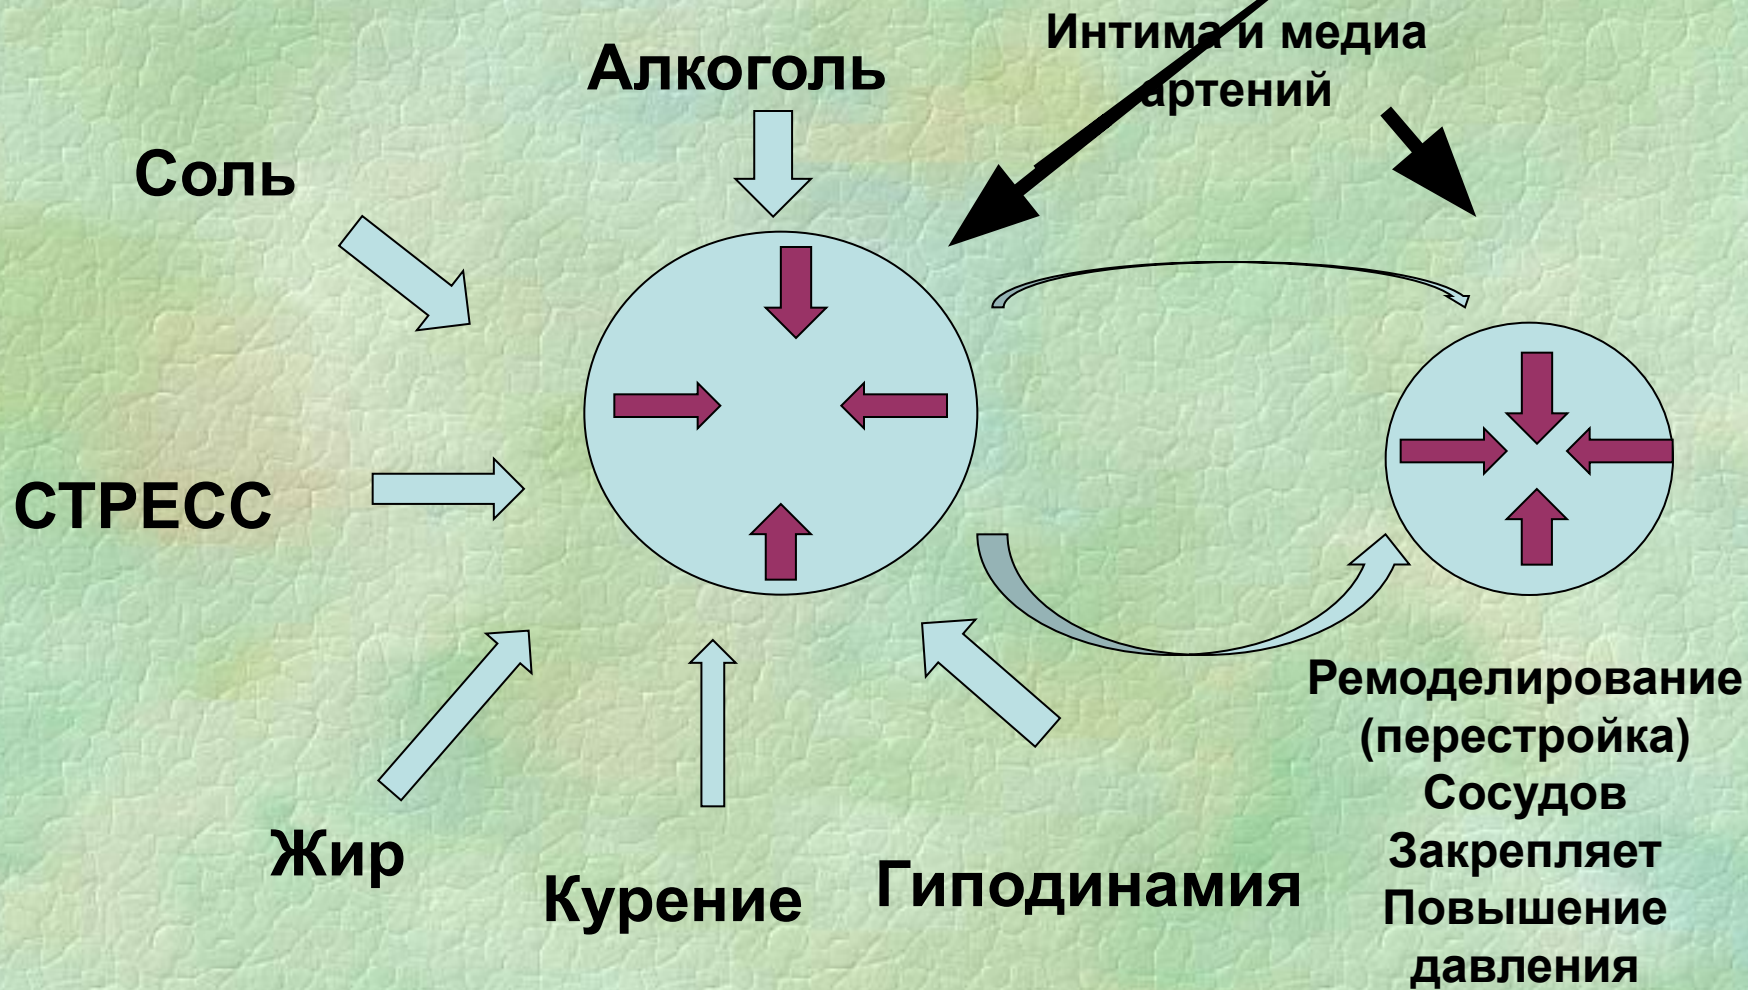 Интима и медиа
артений
Алкоголь
Соль
СТРЕСС
Жир
Курение
Гиподинамия
Ремоделирование
(перестройка)
Сосудов
Закрепляет
Повышение
давления